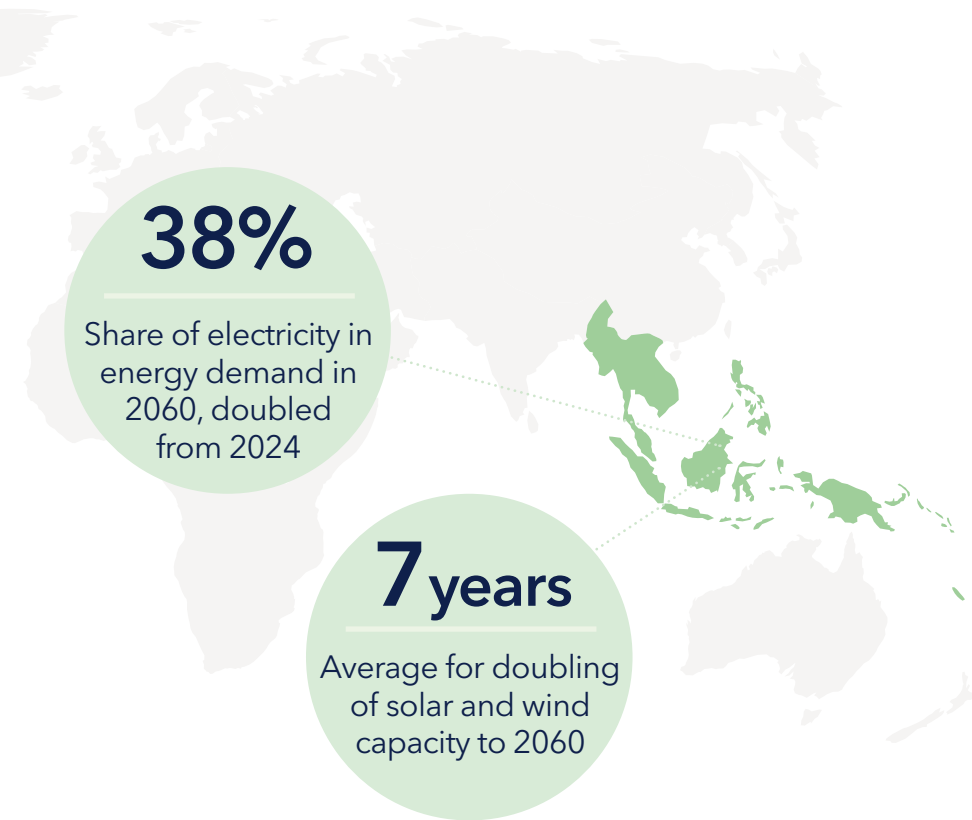 38%
Share of electricity in
energy demand in
2060, doubled
from 2024
7 years
Average for doubling
of solar and wind
capacity to 2060